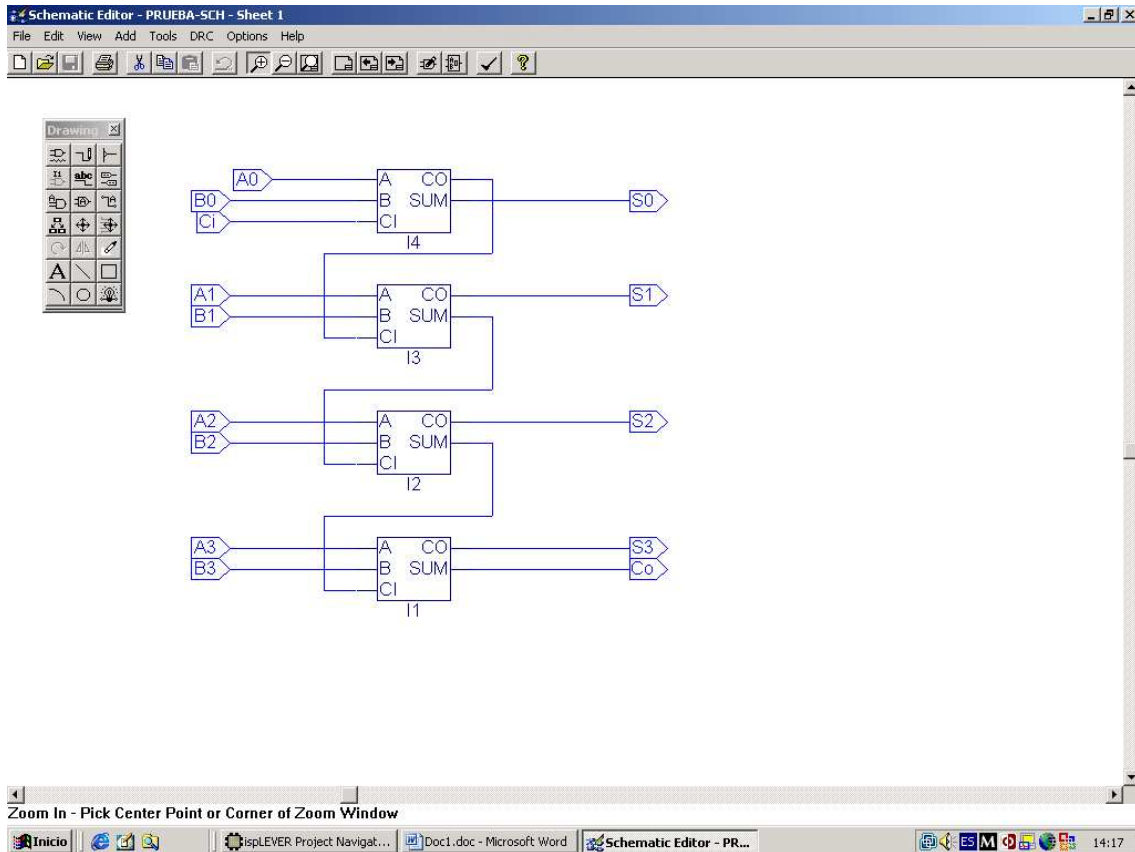 Schematic Editor - PRUEBA-SCH - Sheet 1
File Edit View Add Tools DRC Options Help
Drawing
I1
abc
A
A0
B0
Ci
A CO
B SUM
CI
I4
S0
A1
B1
A CO
B SUM
CI
I3
S1
A2
B2
A CO
B SUM
CI
I2
S2
A3
B3
A CO
B SUM
CI
I1
S3
Co
Zoom In - Pick Center Point or Corner of Zoom Window
Inicio
ispLEVER Project Navigat...
Doc1.doc - Microsoft Word
Schematic Editor - PR...
ES
M
14:17